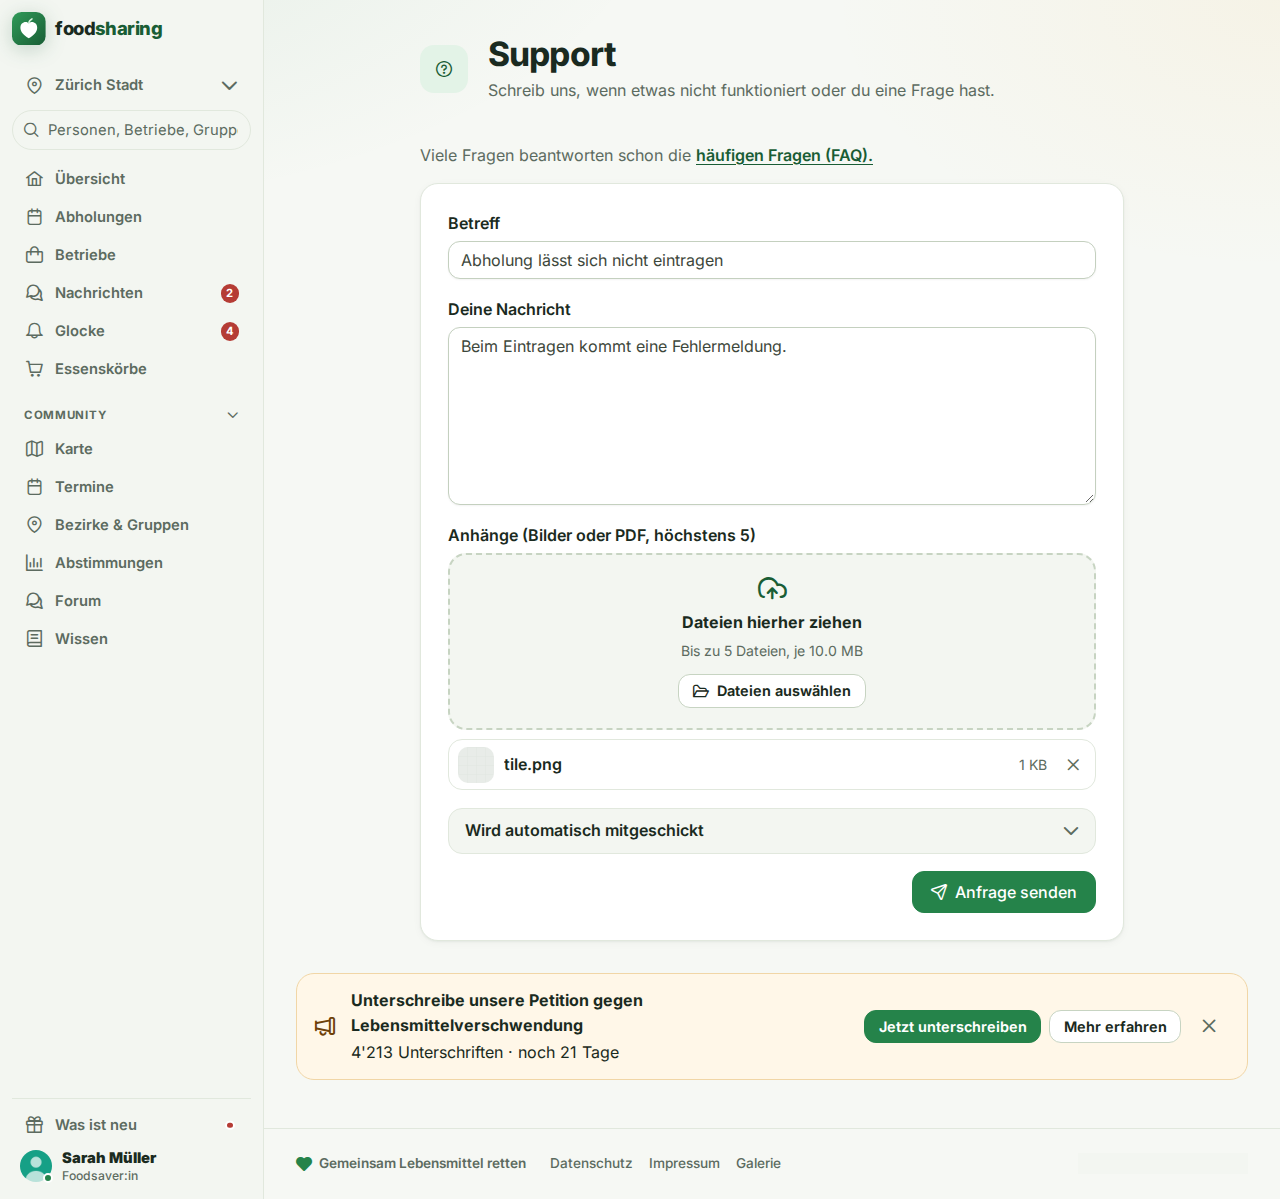 foodsharing
Zürich Stadt
Personen, Betriebe, Grupp
Übersicht
Abholungen
Betriebe
Nachrichten 2
Glocke 4
Essenskörbe
COMMUNITY
Karte
Termine
Bezirke & Gruppen
Abstimmungen
Forum
Wissen
Was ist neu
Sarah Müller
Foodsaver:in
Support
Schreib uns, wenn etwas nicht funktioniert oder du eine Frage hast.
Viele Fragen beantworten schon die häufigen Fragen (FAQ).
Betreff
Abholung lässt sich nicht eintragen
Deine Nachricht
Beim Eintragen kommt eine Fehlermeldung.
Anhänge (Bilder oder PDF, höchstens 5)
Dateien hierher ziehen
Bis zu 5 Dateien, je 10.0 MB
Dateien auswählen
tile.png 1 KB
Wird automatisch mitgeschickt
Anfrage senden
Unterschreibe unsere Petition gegen
Lebensmittelverschwendung
4'213 Unterschriften · noch 21 Tage
Jetzt unterschreiben Mehr erfahren
Gemeinsam Lebensmittel retten Datenschutz Impressum Galerie